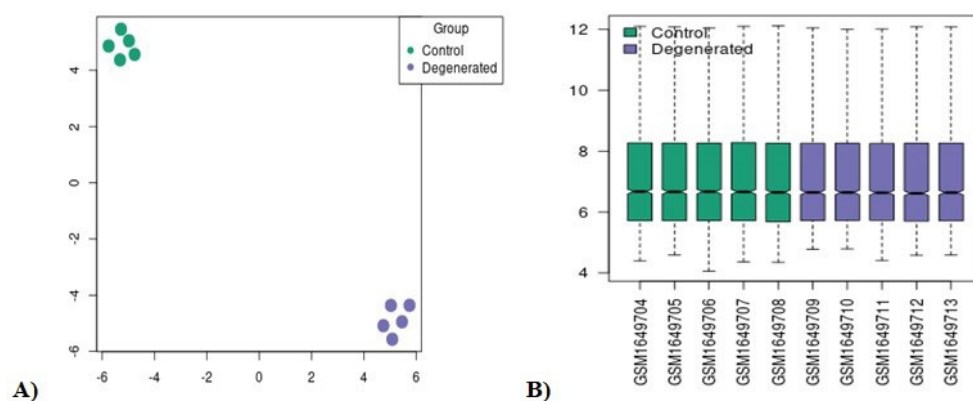 Group
Control
Degenerated
4
2
0
-2
-4
-6
-6
-4
-2
0
2
4
6
A)
Control
Degenerated
12
10
8
6
4
GSM1649704
GSM1649705
GSM1649706
GSM1649707
GSM1649708
GSM1649709
GSM1649710
GSM1649711
GSM1649712
GSM1649713
B)